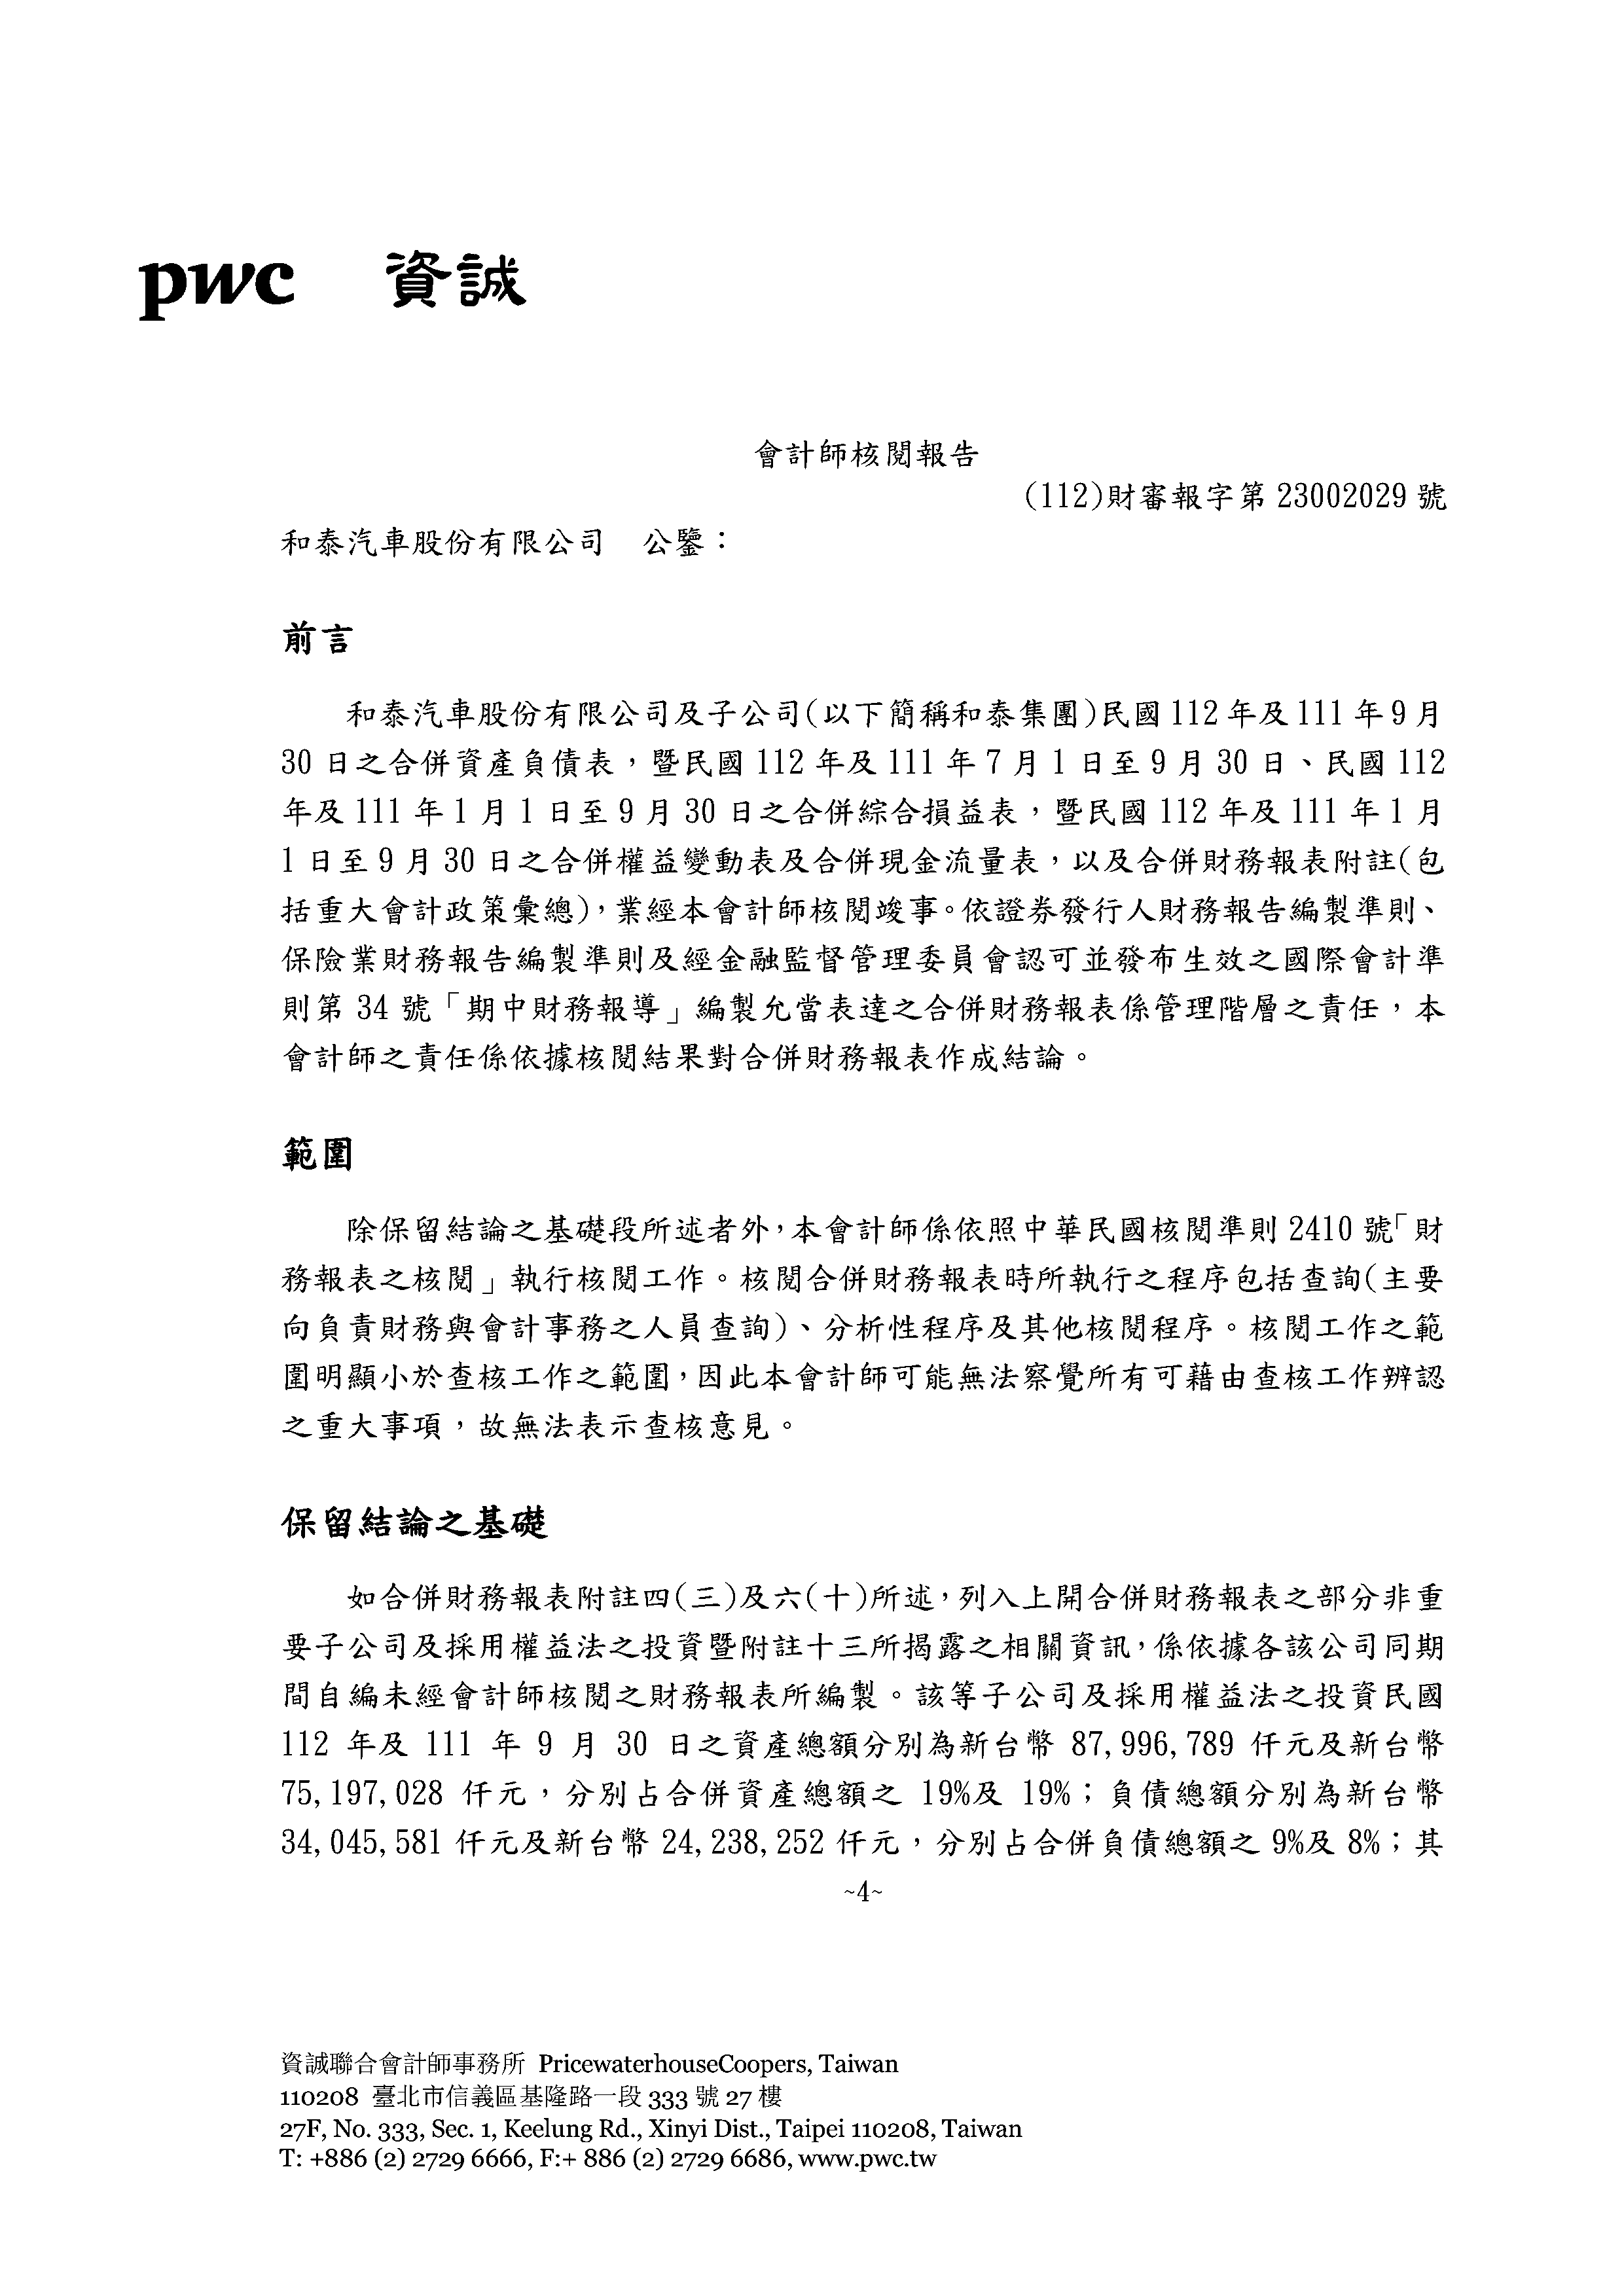 pwc 資誠
會計師核閱報告
(112)財審報字第 23002029 號
和泰汽車股份有限公司　公鑒：
前言
和泰汽車股份有限公司及子公司(以下簡稱和泰集團)民國 112 年及 111 年 9 月
30 日之合併資產負債表，暨民國 112 年及 111 年 7 月 1 日至 9 月 30 日、民國 112
年及 111 年 1 月 1 日至 9 月 30 日之合併綜合損益表，暨民國 112 年及 111 年 1 月
1 日至 9 月 30 日之合併權益變動表及合併現金流量表，以及合併財務報表附註(包
括重大會計政策彙總)，業經本會計師核閱竣事。依證券發行人財務報告編製準則、
保險業財務報告編製準則及經金融監督管理委員會認可並發布生效之國際會計準
則第 34 號「期中財務報導」編製允當表達之合併財務報表係管理階層之責任，本
會計師之責任係依據核閱結果對合併財務報表作成結論。
範圍
除保留結論之基礎段所述者外，本會計師係依照中華民國核閱準則 2410 號「財
務報表之核閱」執行核閱工作。核閱合併財務報表時所執行之程序包括查詢(主要
向負責財務與會計事務之人員查詢)、分析性程序及其他核閱程序。核閱工作之範
圍明顯小於查核工作之範圍，因此本會計師可能無法察覺所有可藉由查核工作辨認
之重大事項，故無法表示查核意見。
保留結論之基礎
如合併財務報表附註四(三)及六(十)所述，列入上開合併財務報表之部分非重
要子公司及採用權益法之投資暨附註十三所揭露之相關資訊，係依據各該公司同期
間自編未經會計師核閱之財務報表所編製。該等子公司及採用權益法之投資民國
112 年及 111 年 9 月 30 日之資產總額分別為新台幣 87,996,789 仟元及新台幣
75,197,028 仟元，分別占合併資產總額之 19%及 19%；負債總額分別為新台幣
34,045,581 仟元及新台幣 24,238,252 仟元，分別占合併負債總額之 9%及 8%；其
~4~
資誠聯合會計師事務所 PricewaterhouseCoopers, Taiwan
110208 臺北市信義區基隆路一段 333 號 27 樓
27F, No. 333, Sec. 1, Keelung Rd., Xinyi Dist., Taipei 110208, Taiwan
T: +886 (2) 2729 6666, F:+ 886 (2) 2729 6686, www.pwc.tw